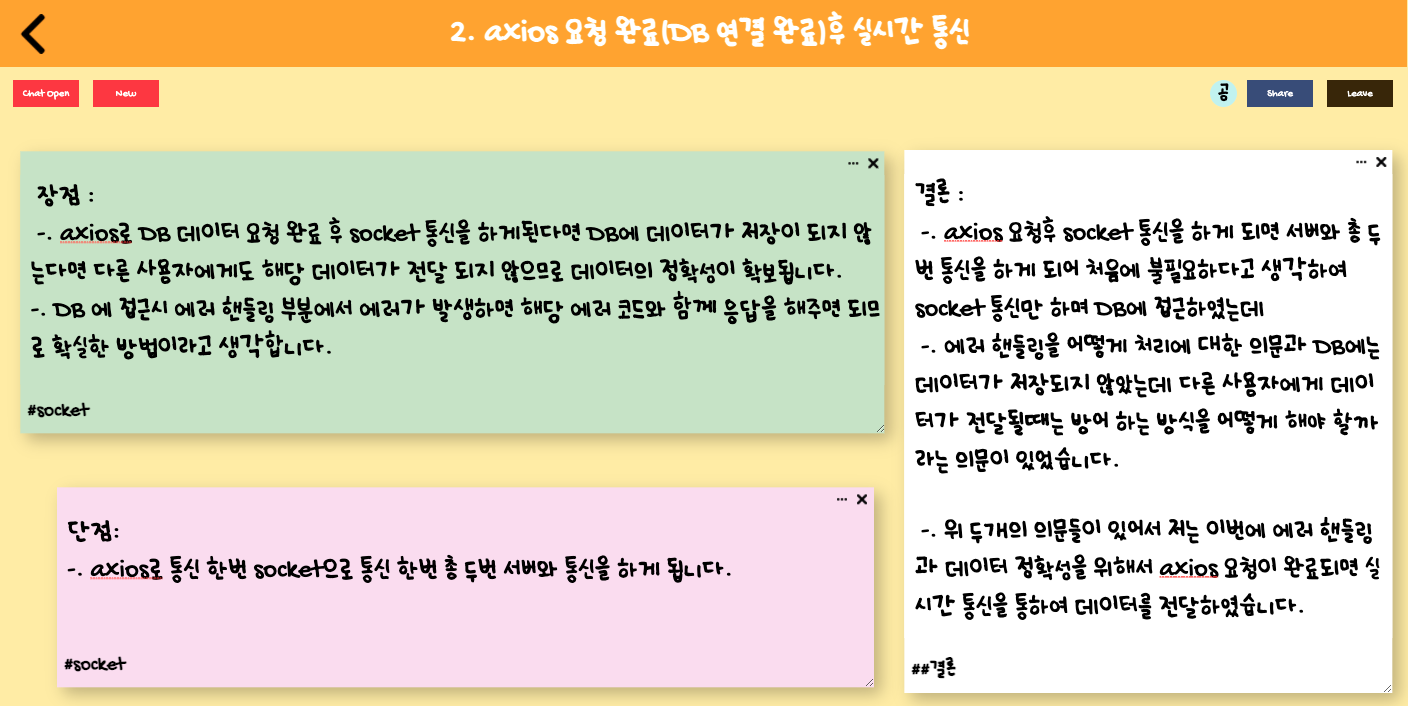 2. axios 요청 완료(DB 연결 완료)후 실시간 통신
Chat Open
New
공
Share
Leave
장점 :
-. axios로 DB 데이터 요청 완료 후 socket 통신을 하게된다면 DB에 데이터가 저장이 되지 않
는다면 다른 사용자에게도 해당 데이터가 전달 되지 않으므로 데이터의 정확성이 확보됩니다.
-. DB 에 접근시 에러 핸들링 부분에서 에러가 발생하면 해당 에러 코드와 함께 응답을 해주면 되므
로 확실한 방법이라고 생각합니다.
#socket
단점:
-. axios로 통신 한번 socket으로 통신 한번 총 두번 서버와 통신을 하게 됩니다.
#socket
결론 :
-. axios 요청후 socket 통신을 하게 되면 서버와 총 두
번 통신을 하게 되어 처음에 불필요하다고 생각하여
socket 통신만 하며 DB에 접근하였는데
-. 에러 핸들링을 어떻게 처리에 대한 의문과 DB에는
데이터가 저장되지 않았는데 다른 사용자에게 데이
터가 전달될때는 방어 하는 방식을 어떻게 해야 할까
라는 의문이 있었습니다.
-. 위 두개의 의문들이 있어서 저는 이번에 에러 핸들링
과 데이터 정확성을 위해서 axios 요청이 완료되면 실
시간 통신을 통하여 데이터를 전달하였습니다.
##결론